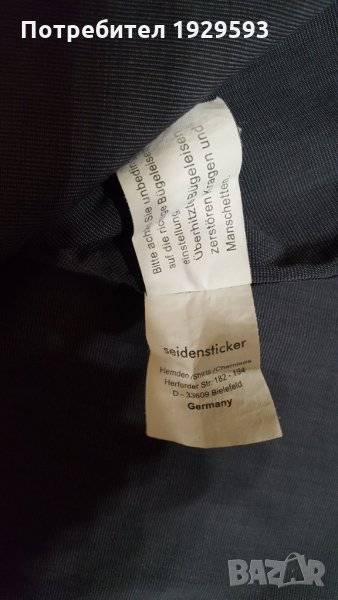 Потребител 1929593
Bitte achten Sie unbedingt
auf die richtige Bügeleisen-
einstellung.
Überhitzte Bügeleisen
zerstören Kragen und
Manschetten.
seidensticker
Hemden/Shirts/Chemises
Herforder Str. 182 - 194
D - 33609 Bielefeld
Germany
BAZAR